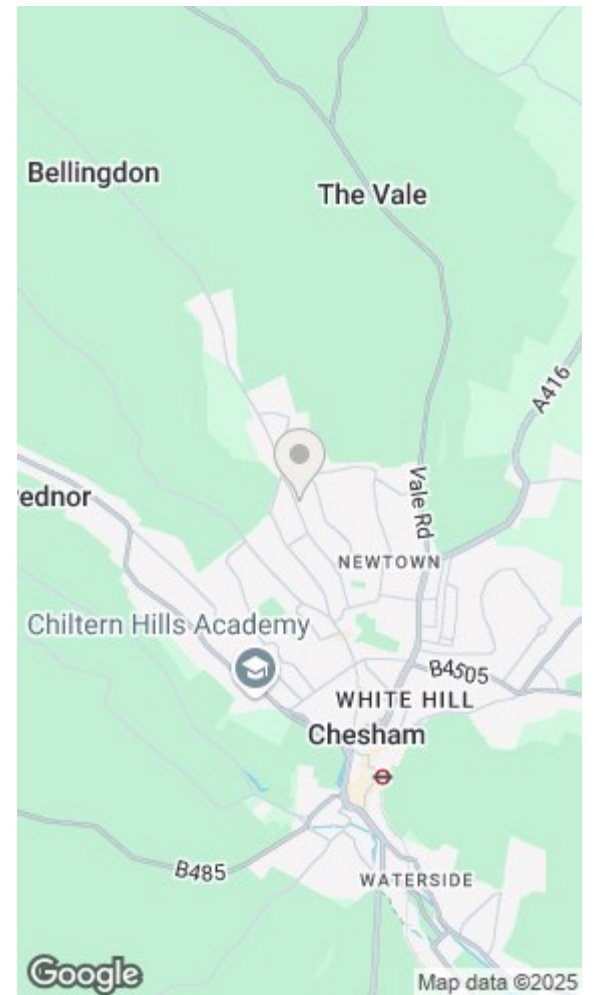 Bellingdon
The Vale
A416
ednor
Vale Rd
NEWTOWN
Chiltern Hills Academy
B4505
WHITE HILL
Chesham
B485
WATERSIDE
Google
Map data ©2025